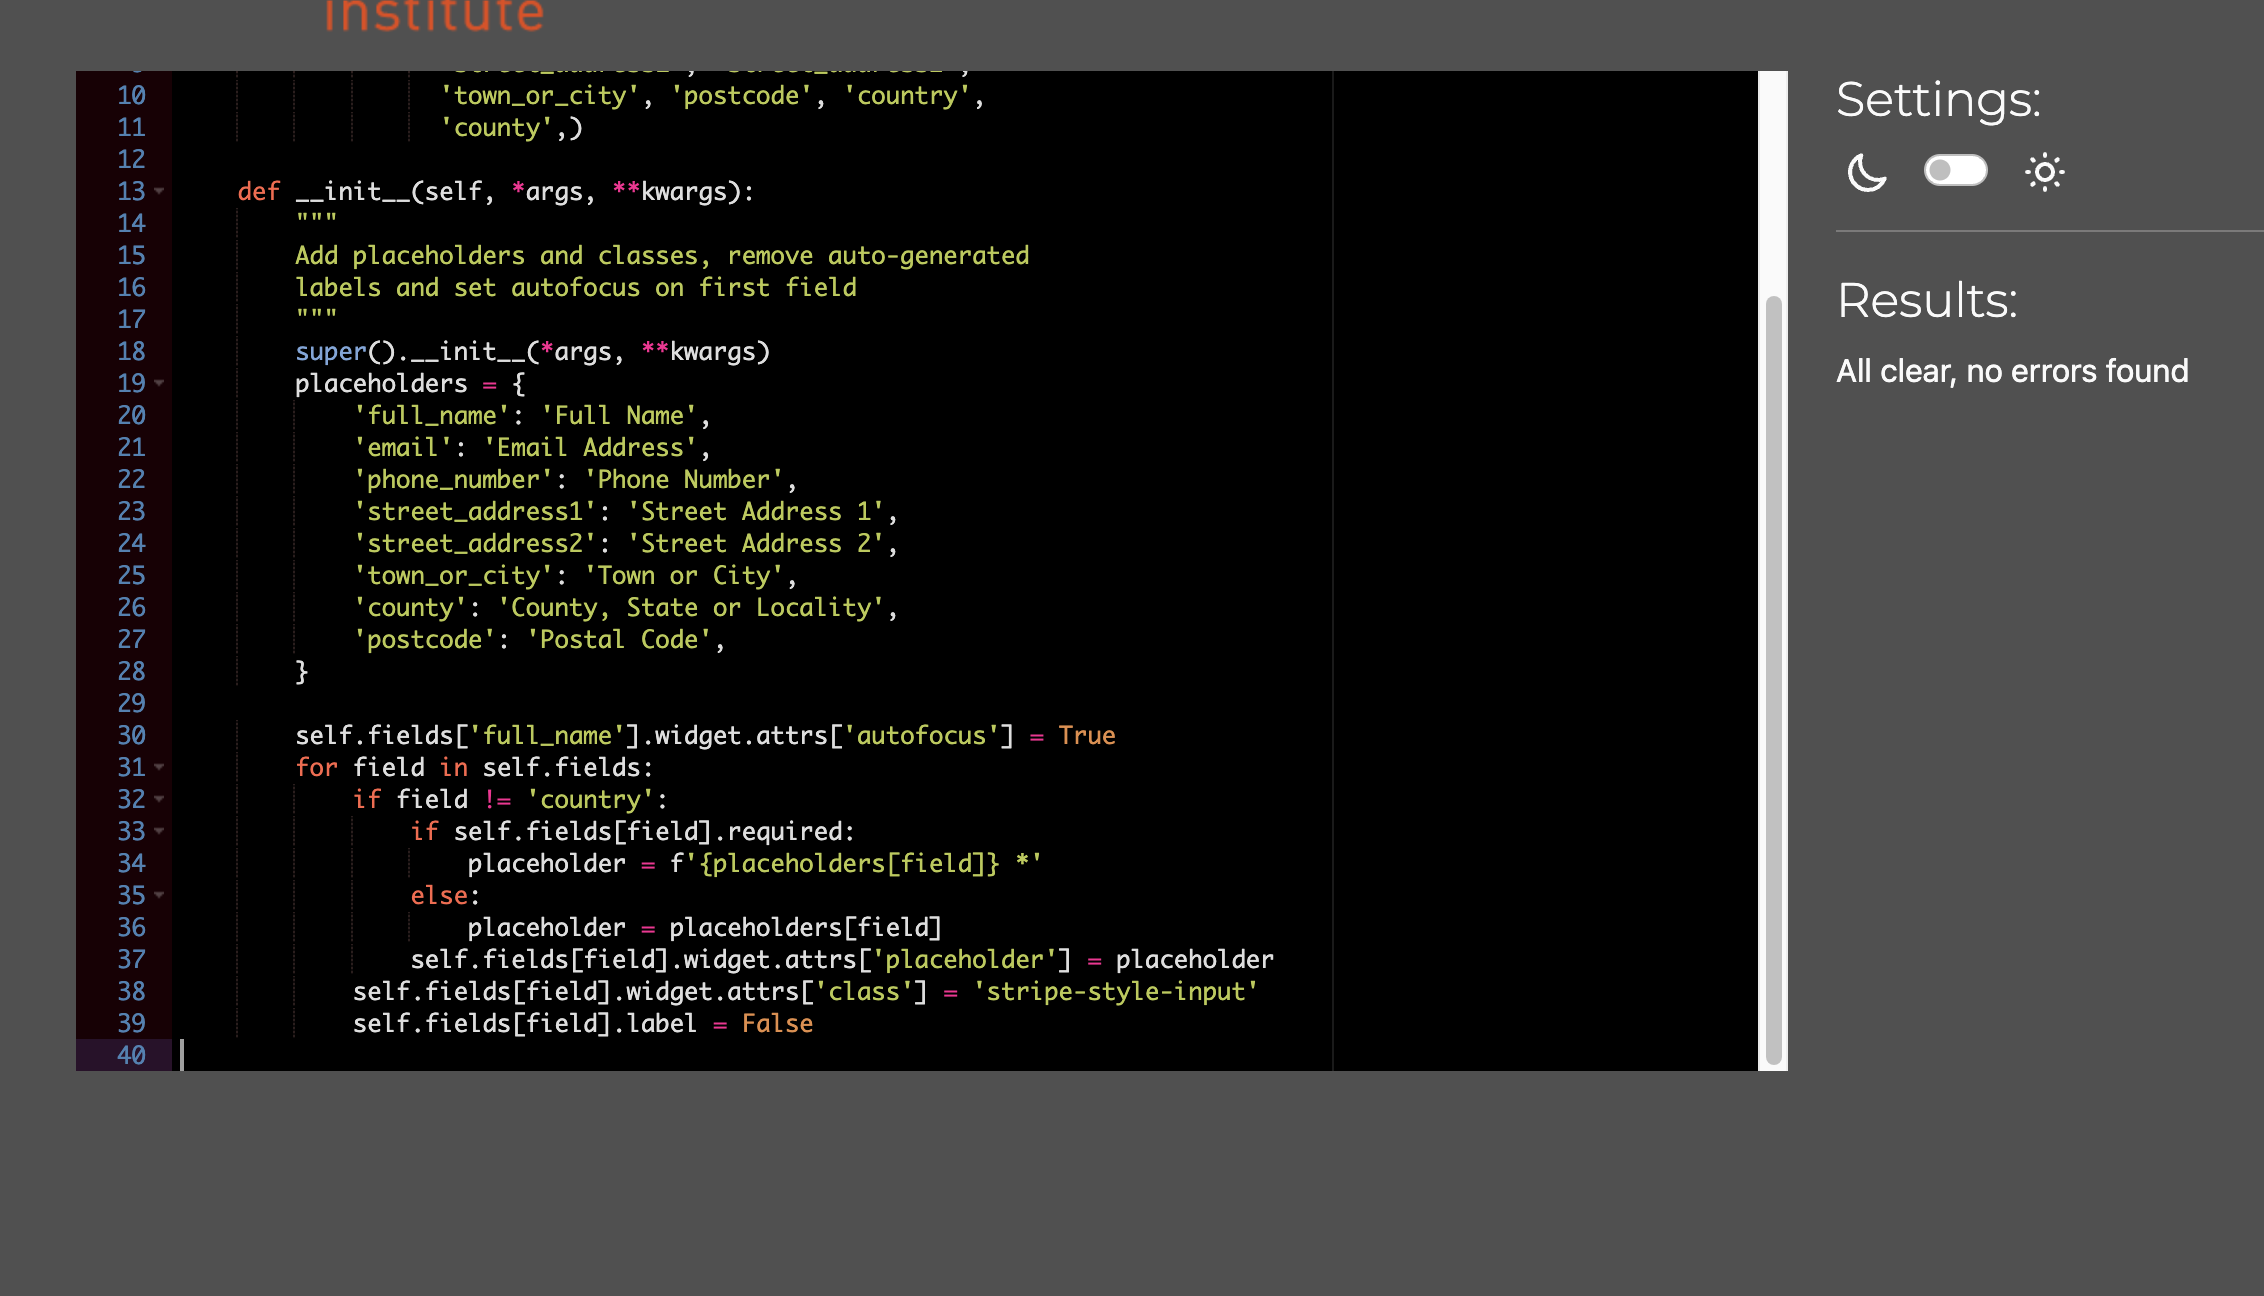 institute
10 'town_or_city', 'postcode', 'country',
11 'county',)
12
13 def __init__(self, *args, **kwargs):
14 """
15 Add placeholders and classes, remove auto-generated
16 labels and set autofocus on first field
17 """
18 super().__init__(*args, **kwargs)
19 placeholders = {
20 'full_name': 'Full Name',
21 'email': 'Email Address',
22 'phone_number': 'Phone Number',
23 'street_address1': 'Street Address 1',
24 'street_address2': 'Street Address 2',
25 'town_or_city': 'Town or City',
26 'county': 'County, State or Locality',
27 'postcode': 'Postal Code',
28 }
29
30 self.fields['full_name'].widget.attrs['autofocus'] = True
31 for field in self.fields:
32 if field != 'country':
33 if self.fields[field].required:
34 placeholder = f'{placeholders[field]} *'
35 else:
36 placeholder = placeholders[field]
37 self.fields[field].widget.attrs['placeholder'] = placeholder
38 self.fields[field].widget.attrs['class'] = 'stripe-style-input'
39 self.fields[field].label = False
40
Settings:
Results:
All clear, no errors found